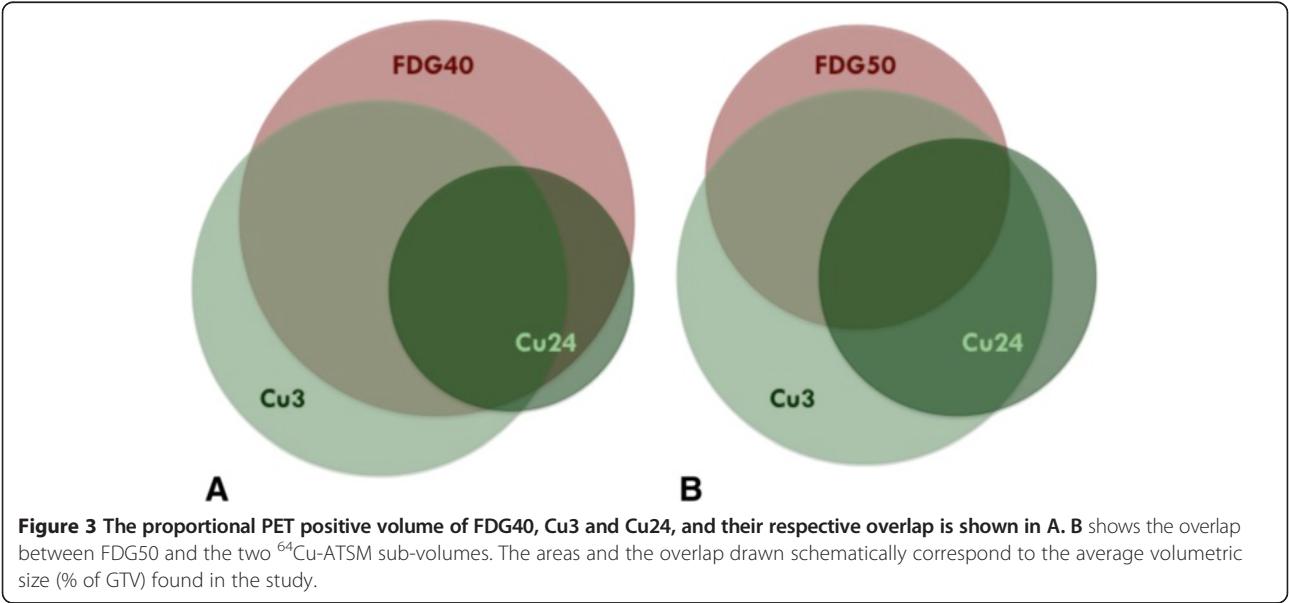 FDG40
FDG50
Cu24
Cu24
Cu3
Cu3
A
B
Figure 3 The proportional PET positive volume of FDG40, Cu3 and Cu24, and their respective overlap is shown in A. B shows the overlap
between FDG50 and the two ⁶⁴Cu-ATSM sub-volumes. The areas and the overlap drawn schematically correspond to the average volumetric
size (% of GTV) found in the study.